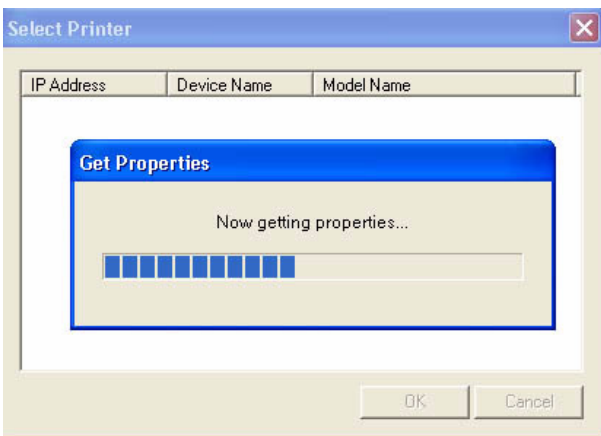 Select Printer
IP Address Device Name Model Name
Get Properties
Now getting properties...
OK Cancel